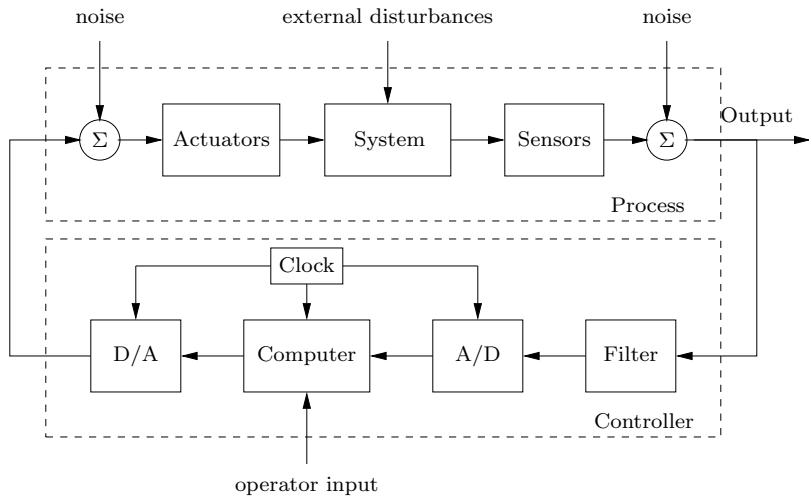 noise
external disturbances
noise
Output
Σ
Actuators
System
Sensors
Σ
Process
Clock
D/A
Computer
A/D
Filter
Controller
operator input